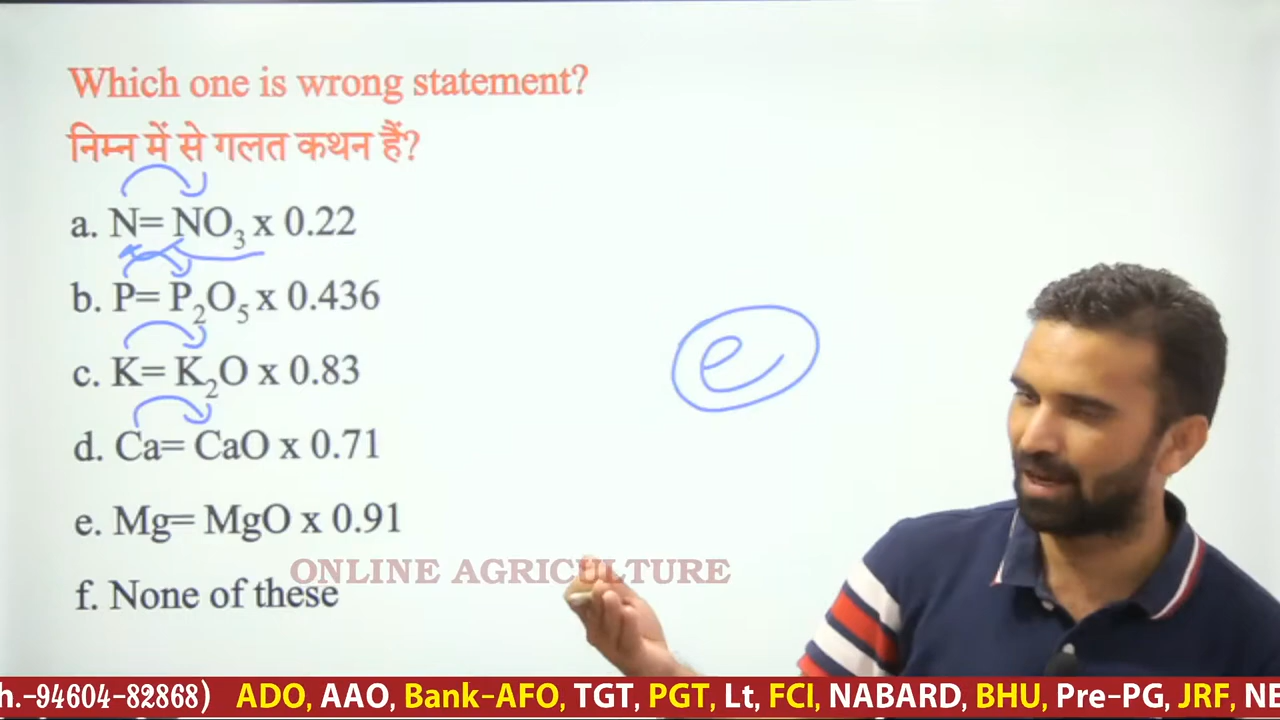 Which one is wrong statement?
निम्न में से गलत कथन हैं?
a. N= NO₃ x 0.22
b. P= P₂O₅ x 0.436
c. K= K₂O x 0.83
d. Ca= CaO x 0.71
e. Mg= MgO x 0.91
f. None of these
e
ONLINE AGRICULTURE
h.-94604-82868) ADO, AAO, Bank-AFO, TGT, PGT, Lt, FCI, NABARD, BHU, Pre-PG, JRF, NE